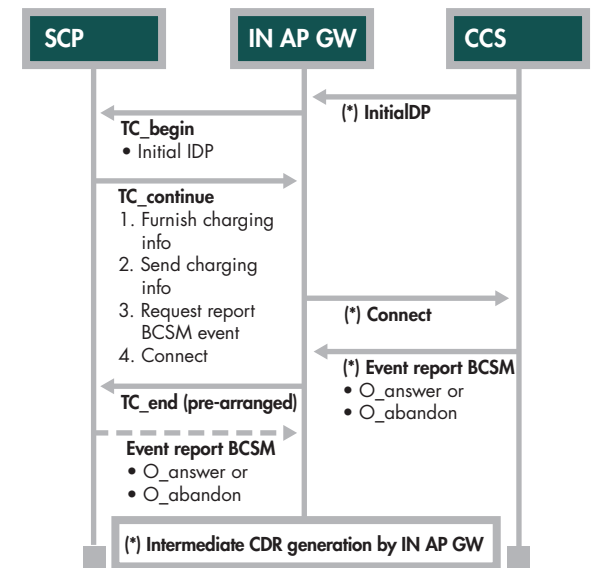 SCP
IN AP GW
CCS
(*) InitialDP
TC_begin
• Initial IDP
TC_continue
1. Furnish charging
info
2. Send charging
info
3. Request report
BCSM event
4. Connect
(*) Connect
(*) Event report BCSM
• O_answer or
• O_abandon
TC_end (pre-arranged)
Event report BCSM
• O_answer or
• O_abandon
(*) Intermediate CDR generation by IN AP GW